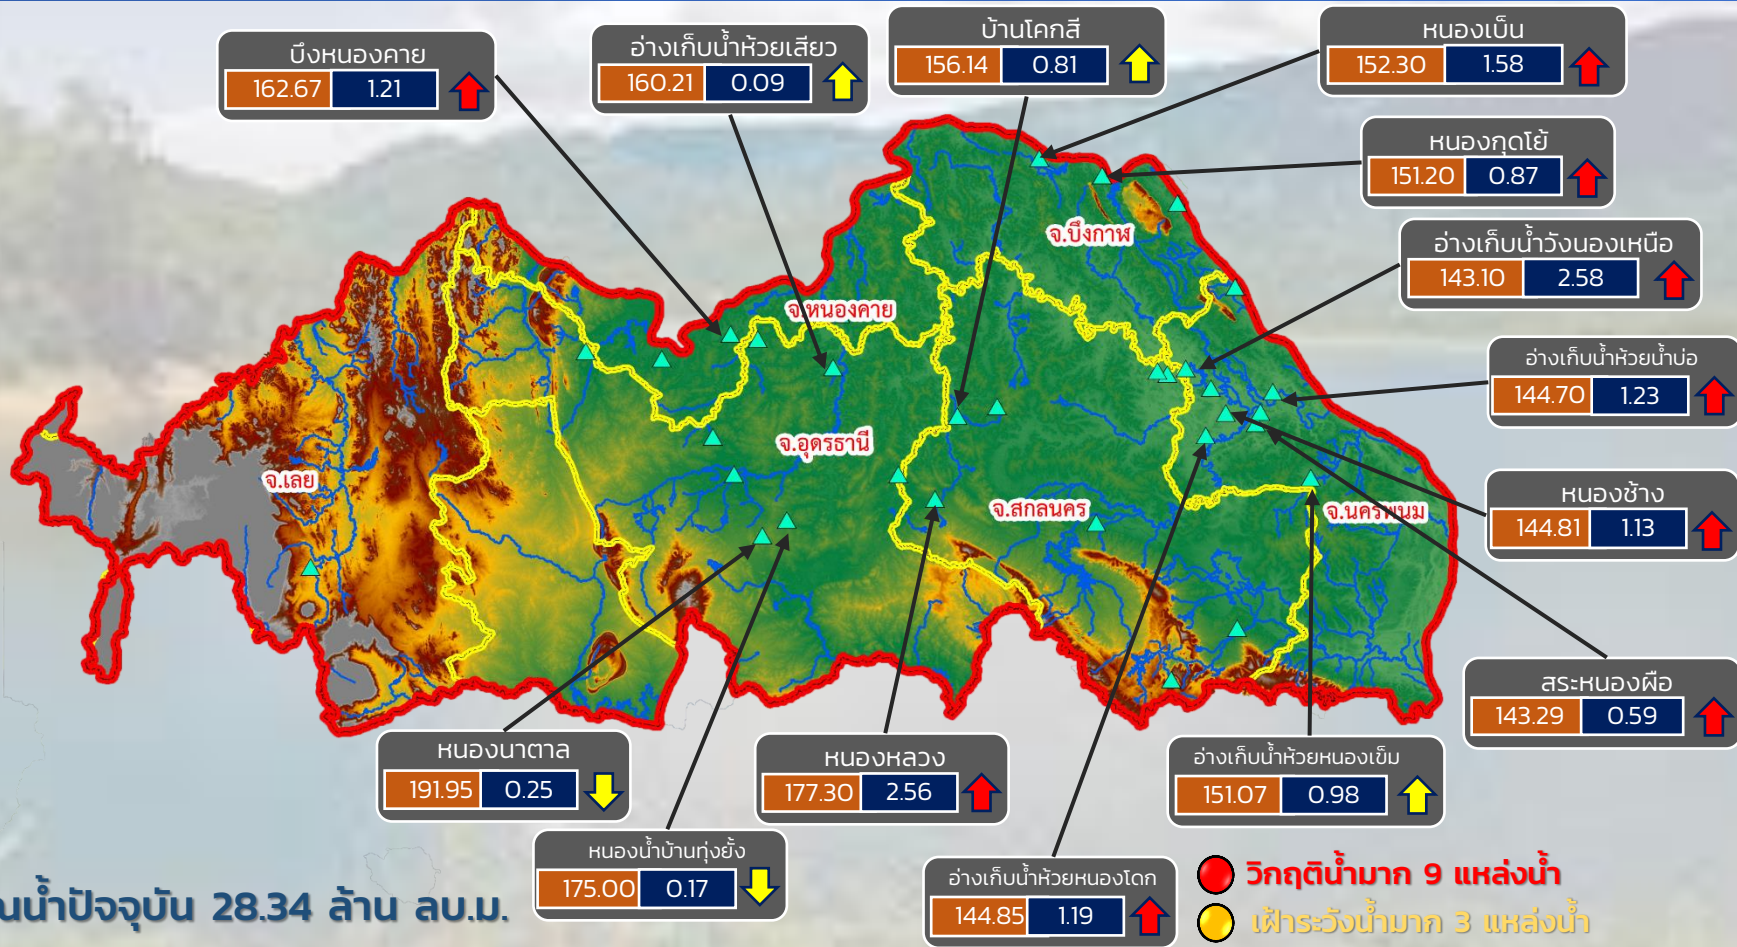 บึงหนองคาย
162.67 1.21
อ่างเก็บน้ำห้วยเสียว
160.21 0.09
บ้านโคกสี
156.14 0.81
หนองเบ็น
152.30 1.58
หนองกุดโย้
151.20 0.87
อ่างเก็บน้ำวังนองเหนือ
143.10 2.58
อ่างเก็บน้ำห้วยน้ำบ่อ
144.70 1.23
หนองช้าง
144.81 1.13
สระหนองผือ
143.29 0.59
จ.บึงกาฬ
จ.หนองคาย
จ.อุดรธานี
จ.เลย
จ.สกลนคร
จ.นครพนม
หนองนาตาล
191.95 0.25
หนองหลวง
177.30 2.56
อ่างเก็บน้ำห้วยหนองเข็ม
151.07 0.98
หนองน้ำบ้านทุ่งยั้ง
175.00 0.17
อ่างเก็บน้ำห้วยหนองโดก
144.85 1.19
วิกฤติน้ำมาก 9 แหล่งน้ำ
เฝ้าระวังน้ำมาก 3 แหล่งน้ำ
ณน้ำปัจจุบัน 28.34 ล้าน ลบ.ม.